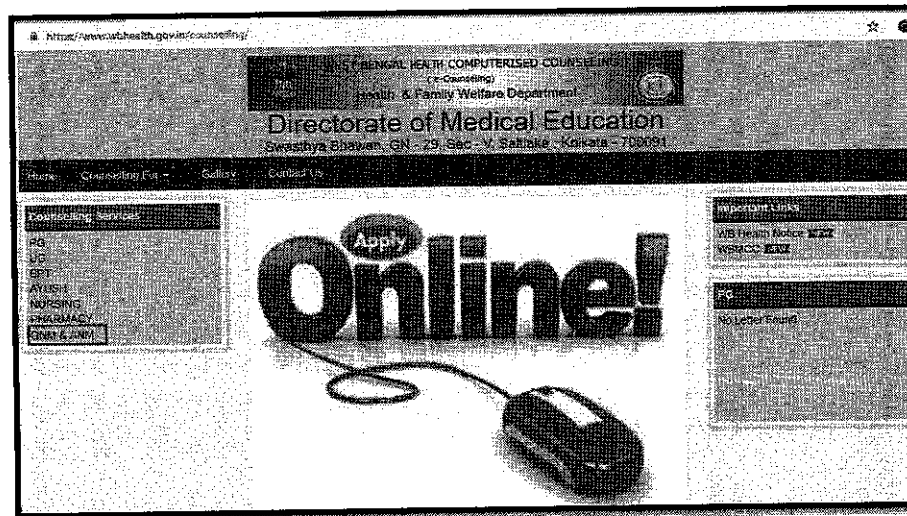 https://www.wbhealth.gov.in/counselling/
WEST BENGAL HEALTH COMPUTERISED COUNSELING
(e-Counseling)
Health & Family Welfare Department
Directorate of Medical Education
Swasthya Bhawan, GN - 29, Sec - V, Saltlake - Kolkata - 700091
Home Counselling For Gallery Contact Us
Counselling Services
PG
UG
BPT
AYUSH
NURSING
PHARMACY
GNM & ANM
Apply
Online!
Important Links
WB Health Notice
WBMCC
PG
No Letter Found